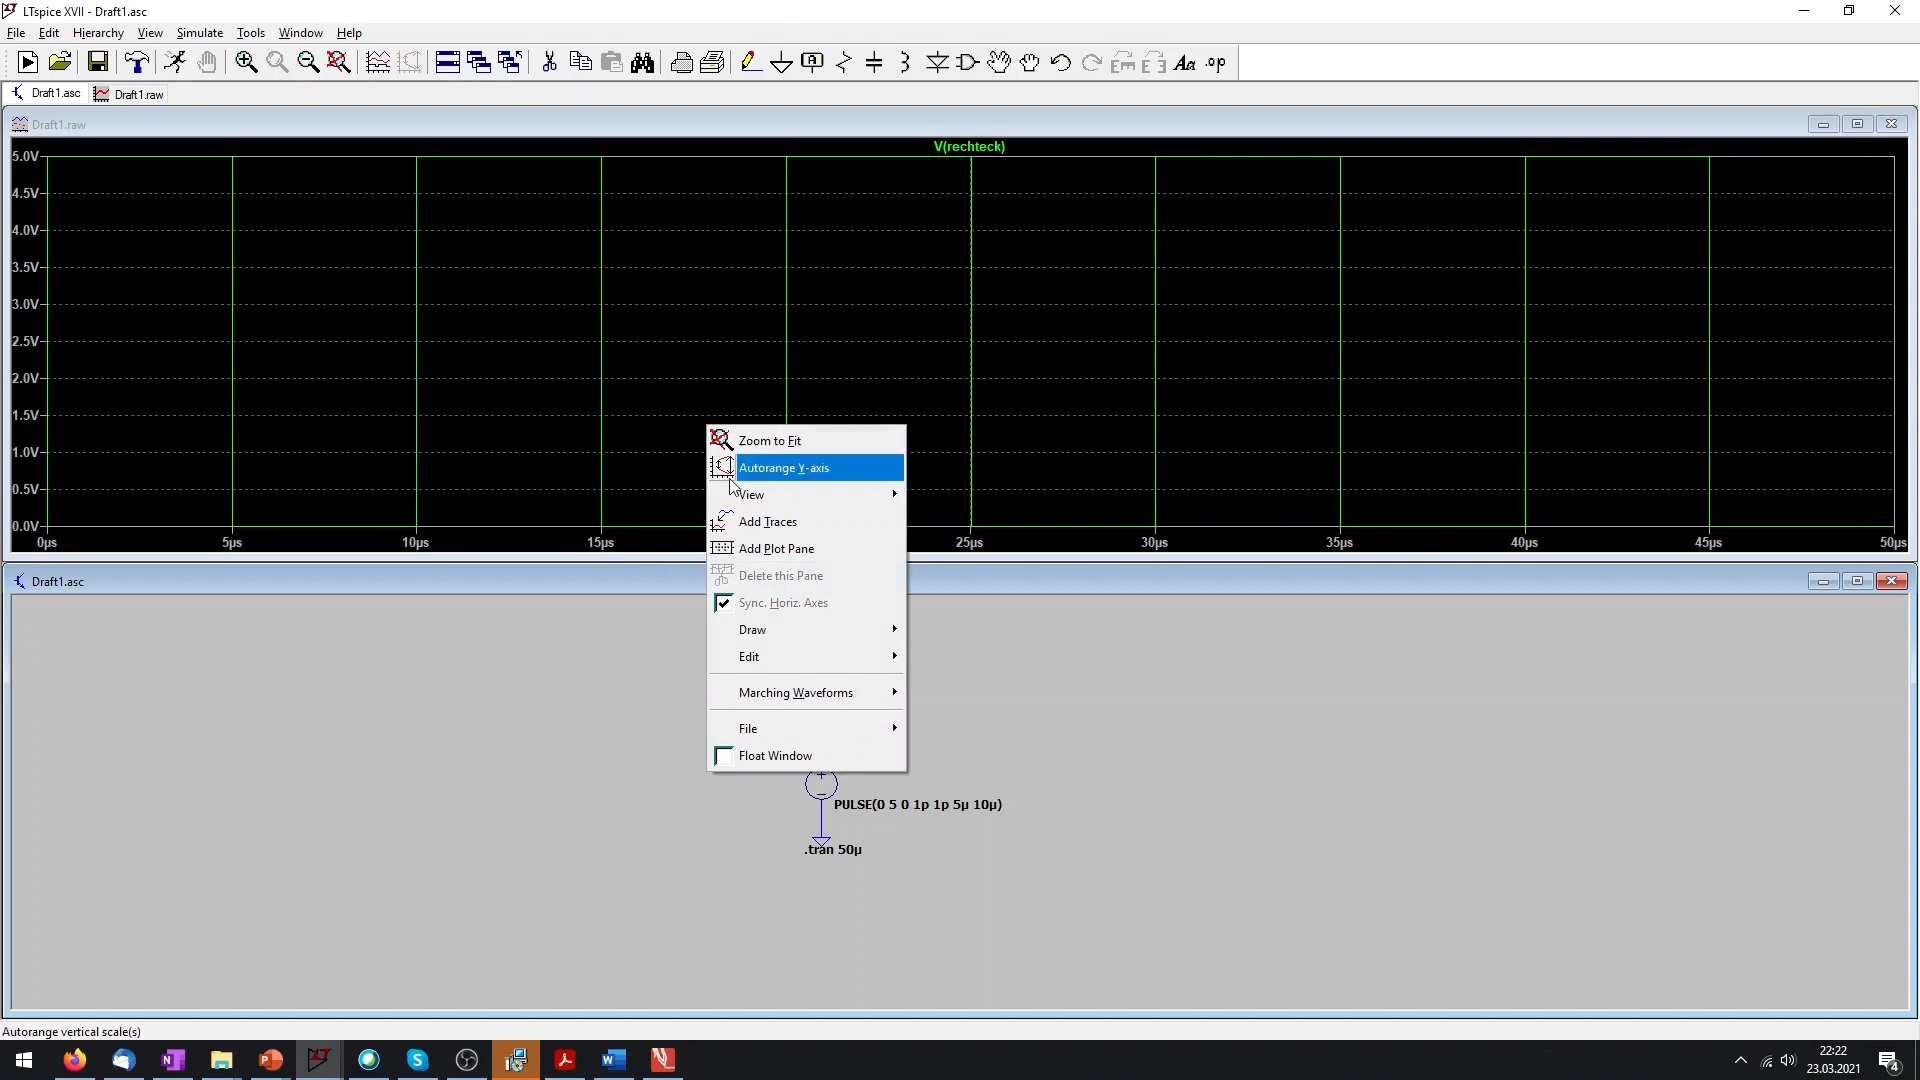 LTspice XVII - Draft1.asc
File Edit Hierarchy View Simulate Tools Window Help
Draft1.asc Draft1.raw
Draft1.raw
V(rechteck)
5.0V
4.5V
4.0V
3.5V
3.0V
2.5V
2.0V
1.5V
1.0V
0.5V
0.0V
0µs 5µs 10µs 15µs 25µs 30µs 35µs 40µs 45µs 50µs
Zoom to Fit
Autorange Y-axis
View
Add Traces
Add Plot Pane
Delete this Pane
Sync. Horiz. Axes
Draw
Edit
Marching Waveforms
File
Float Window
Draft1.asc
PULSE(0 5 0 1p 1p 5µ 10µ)
.tran 50µ
Autorange vertical scale(s)
22:22
23.03.2021
4